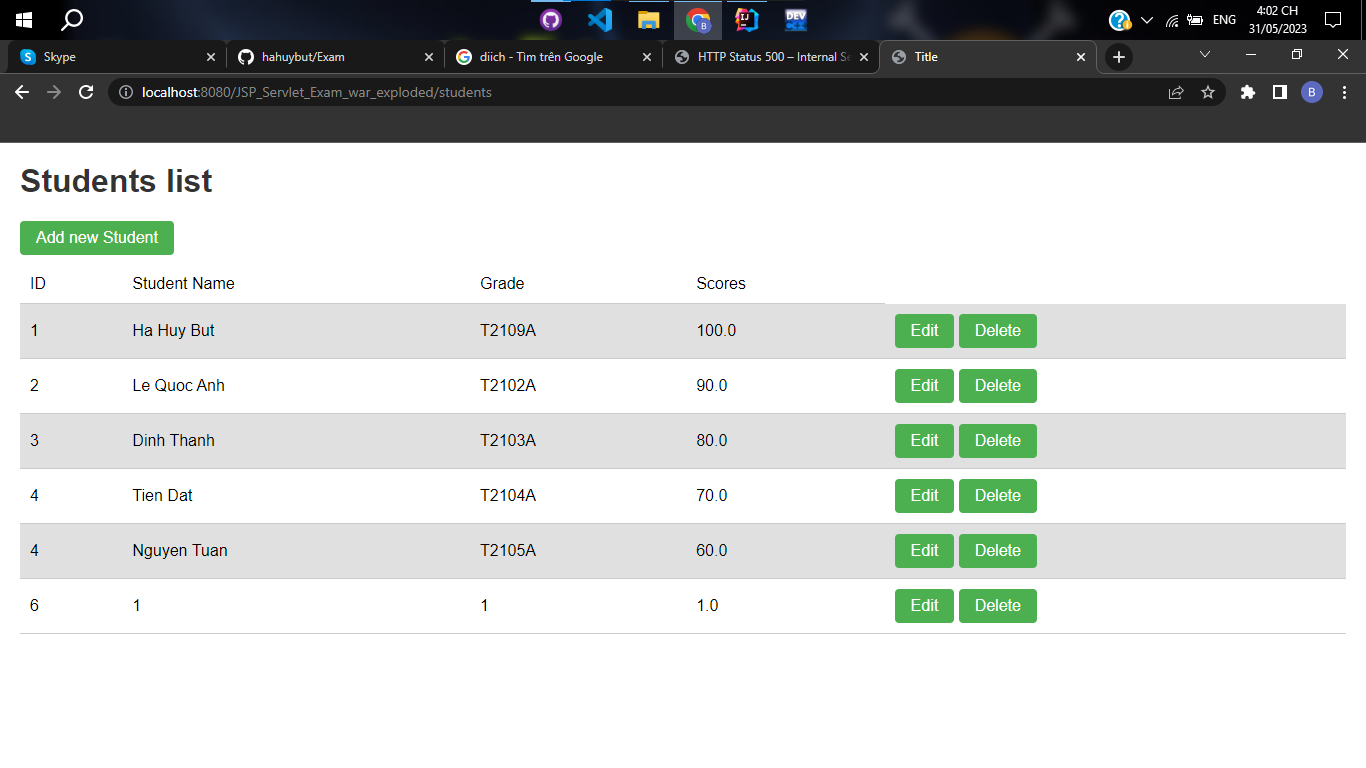 4:02 CH
ENG
31/05/2023
Skype
hahuybut/Exam
diich - Tìm trên Google
HTTP Status 500 – Internal Se
Title
localhost:8080/JSP_Servlet_Exam_war_exploded/students
B
Students list
Add new Student
ID Student Name Grade Scores
1 Ha Huy But T2109A 100.0 Edit Delete
2 Le Quoc Anh T2102A 90.0 Edit Delete
3 Dinh Thanh T2103A 80.0 Edit Delete
4 Tien Dat T2104A 70.0 Edit Delete
4 Nguyen Tuan T2105A 60.0 Edit Delete
6 1 1 1.0 Edit Delete